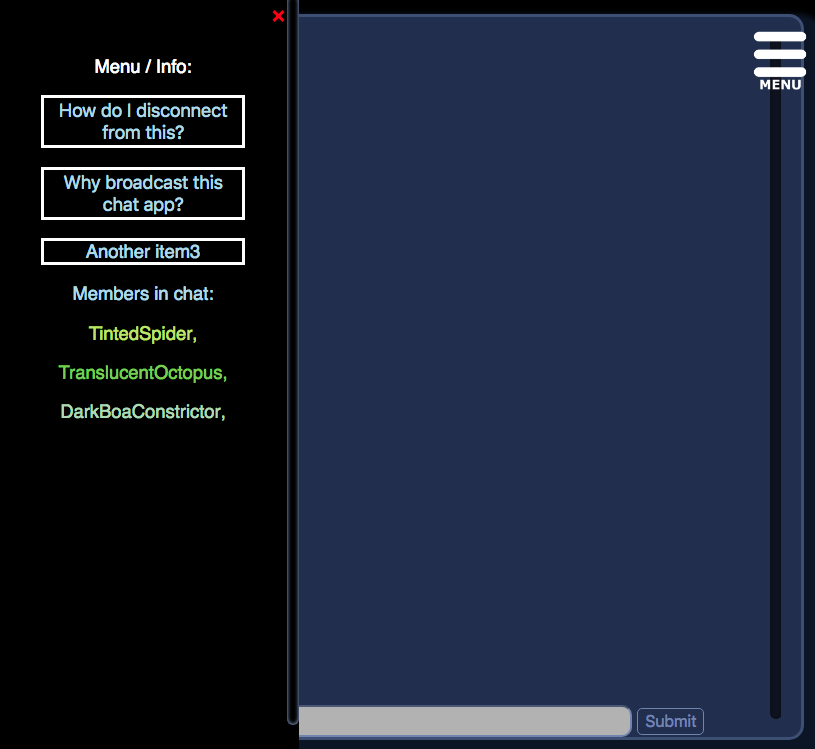 Menu / Info:
How do I disconnect
from this?
Why broadcast this
chat app?
Another item3
Members in chat:
TintedSpider,
TranslucentOctopus,
DarkBoaConstrictor,
MENU
Submit